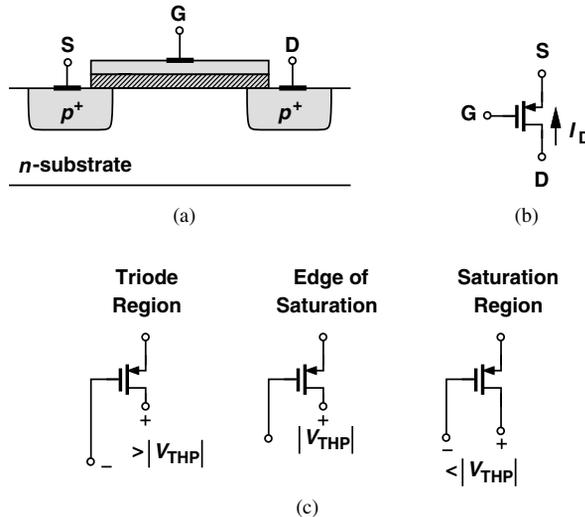 G
S
D
p+
p+
n-substrate
(a)
S
G
I_D
D
(b)
Triode
Region
Edge of
Saturation
Saturation
Region
+
– >|V_THP|
+
|V_THP|
– +
<|V_THP|
(c)